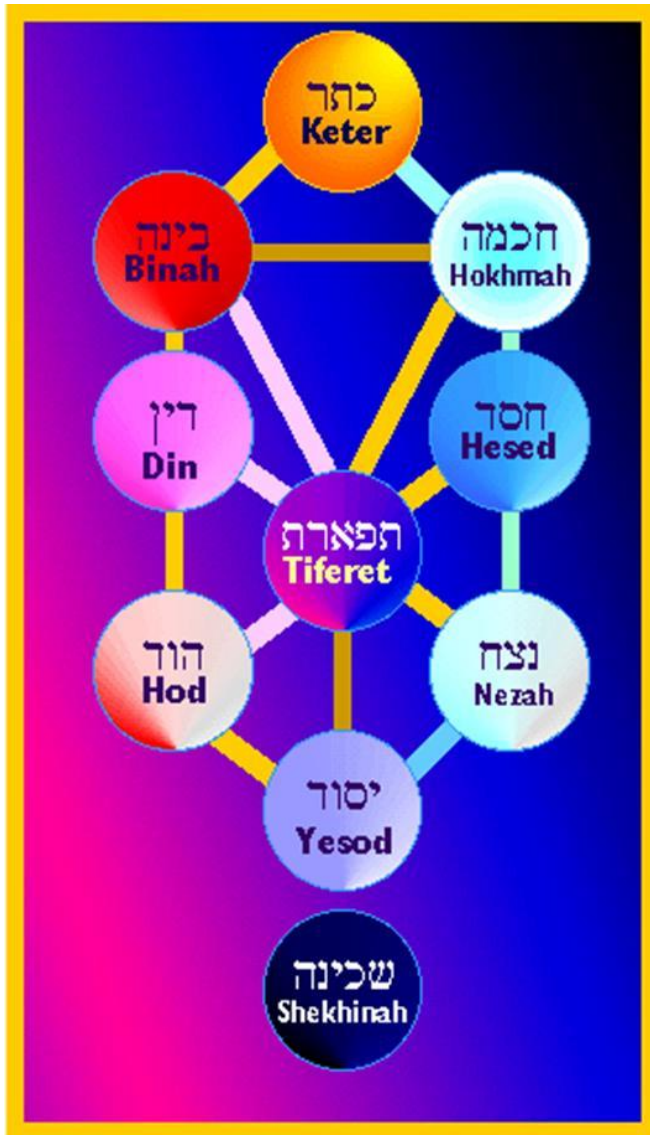 כתר
Keter
בינה
Binah
חכמה
Hokhmah
דין
Din
חסד
Hesed
תפארת
Tiferet
הוד
Hod
נצח
Nezah
יסוד
Yesod
שכינה
Shekhinah